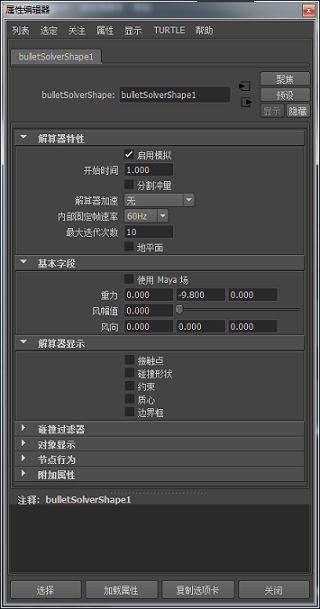 属性编辑器
列表 选定 关注 属性 显示 TURTLE 帮助
bulletSolverShape1
聚焦
bulletSolverShape: bulletSolverShape1
预设
显示 隐藏
解算器特性
启用模拟
开始时间 1.000
分割冲量
解算器加速 无
内部固定帧速率 60Hz
最大迭代次数 10
地平面
基本字段
使用 Maya 场
重力 0.000 -9.800 0.000
风幅值 0.000
风向 0.000 0.000 0.000
解算器显示
接触点
碰撞形状
约束
质心
边界框
碰撞过滤器
对象显示
节点行为
附加属性
注释: bulletSolverShape1
选择 加载属性 复制选项卡 关闭